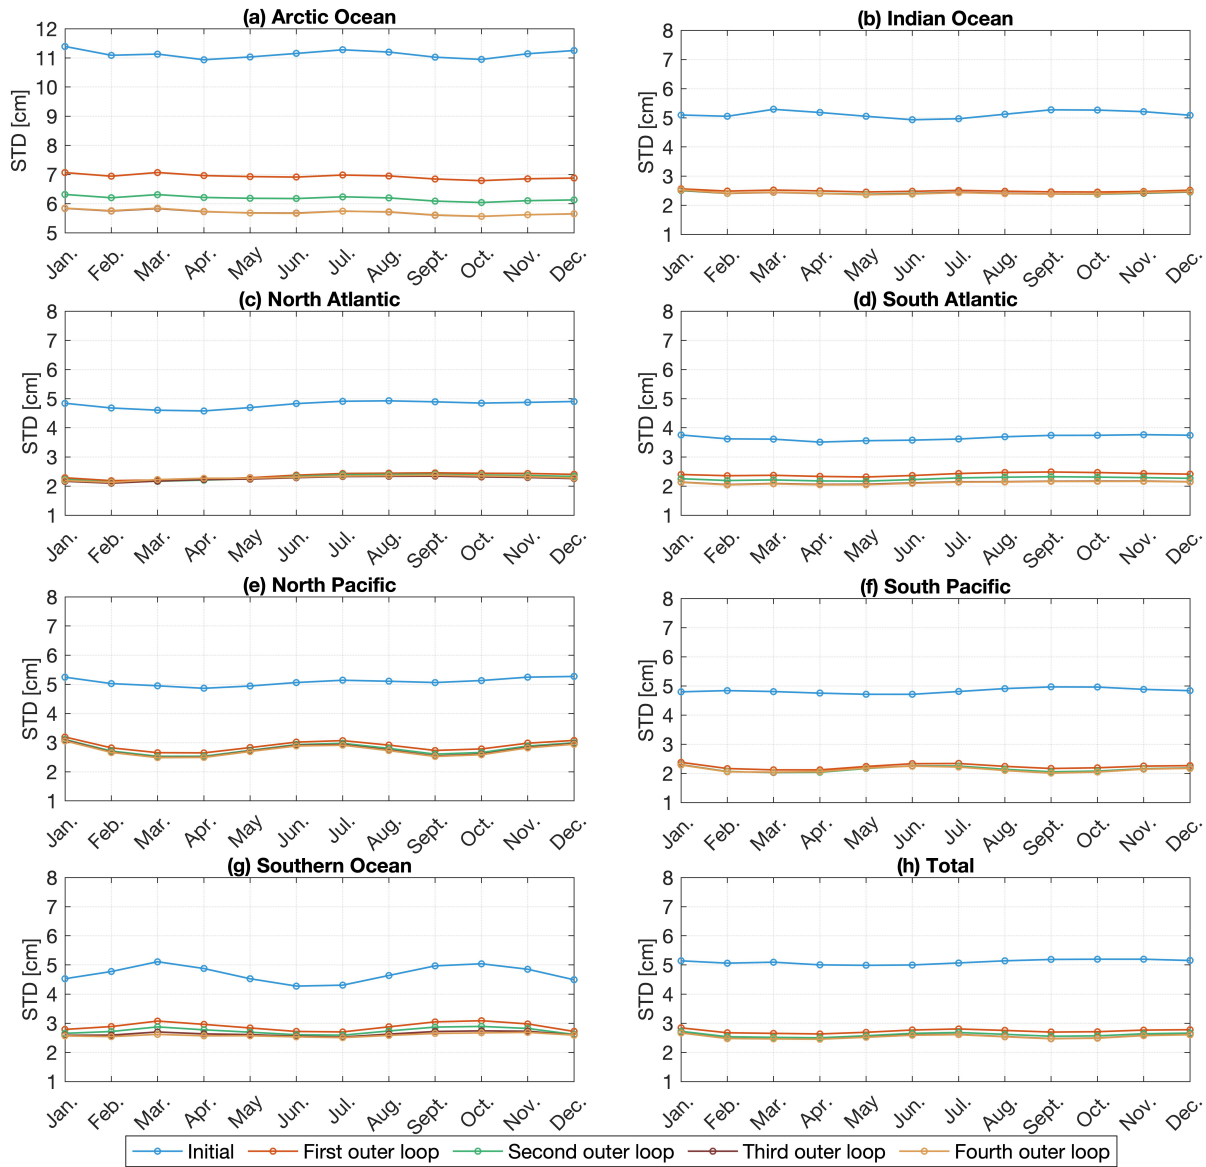 (a) Arctic Ocean
STD [cm]
12
11
10
9
8
7
6
5
Jan. Feb. Mar. Apr. May Jun. Jul. Aug. Sept. Oct. Nov. Dec.
(b) Indian Ocean
STD [cm]
8
7
6
5
4
3
2
1
Jan. Feb. Mar. Apr. May Jun. Jul. Aug. Sept. Oct. Nov. Dec.
(c) North Atlantic
STD [cm]
8
7
6
5
4
3
2
1
Jan. Feb. Mar. Apr. May Jun. Jul. Aug. Sept. Oct. Nov. Dec.
(d) South Atlantic
STD [cm]
8
7
6
5
4
3
2
1
Jan. Feb. Mar. Apr. May Jun. Jul. Aug. Sept. Oct. Nov. Dec.
(e) North Pacific
STD [cm]
8
7
6
5
4
3
2
1
Jan. Feb. Mar. Apr. May Jun. Jul. Aug. Sept. Oct. Nov. Dec.
(f) South Pacific
STD [cm]
8
7
6
5
4
3
2
1
Jan. Feb. Mar. Apr. May Jun. Jul. Aug. Sept. Oct. Nov. Dec.
(g) Southern Ocean
STD [cm]
8
7
6
5
4
3
2
1
Jan. Feb. Mar. Apr. May Jun. Jul. Aug. Sept. Oct. Nov. Dec.
(h) Total
STD [cm]
8
7
6
5
4
3
2
1
Jan. Feb. Mar. Apr. May Jun. Jul. Aug. Sept. Oct. Nov. Dec.
Initial First outer loop Second outer loop Third outer loop Fourth outer loop